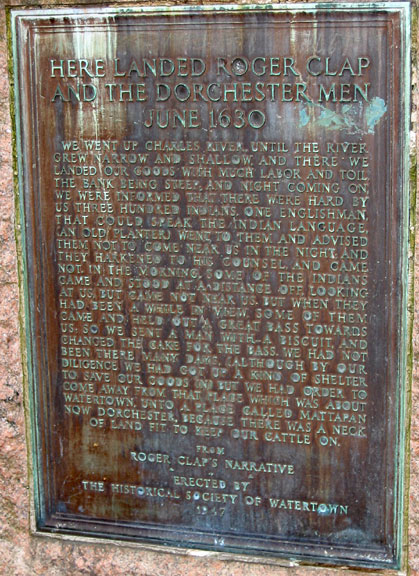 HERE LANDED ROGER CLAP
AND THE DORCHESTER MEN
JUNE 1630
WE WENT UP CHARLES RIVER, UNTIL THE RIVER
GREW NARROW AND SHALLOW, AND THERE WE
LANDED OUR GOODS WITH MUCH LABOR AND TOIL
THE BANK BEING STEEP, AND NIGHT COMING ON,
WE WERE INFORMED THAT THERE WERE HARD BY
US THREE HUNDRED INDIANS. ONE ENGLISHMAN,
THAT COULD SPEAK THE INDIAN LANGUAGE,
(AN OLD PLANTER) WENT TO THEM AND ADVISED
THEM NOT TO COME NEAR US IN THE NIGHT, AND
THEY HARKENED TO HIS COUNSEL AND CAME
NOT. IN THE MORNING, SOME OF THE INDIANS
CAME AND STOOD AT A DISTANCE OFF, LOOKING
AT US, BUT CAME NOT NEAR US. BUT WHEN THEY
HAD BEEN A WHILE IN VIEW, SOME OF THEM
CAME AND HELD OUT A GREAT BASS TOWARDS
US, SO WE SENT A MAN WITH A BISCUIT, AND
CHANGED THE CAKE FOR THE BASS. WE HAD NOT
BEEN THERE MANY DAYS, ALTHOUGH BY OUR
DILIGENCE WE HAD GOT UP A KIND OF SHELTER
TO SAVE OUR GOODS IN, BUT WE HAD ORDER TO
COME AWAY FROM THAT PLACE WHICH WAS ABOUT
WATERTOWN, UNTO A PLACE CALLED MATTAPAN
NOW DORCHESTER, BECAUSE THERE WAS A NECK
OF LAND FIT TO KEEP OUR CATTLE ON.
FROM
ROGER CLAP'S NARRATIVE
ERECTED BY
THE HISTORICAL SOCIETY OF WATERTOWN
1947